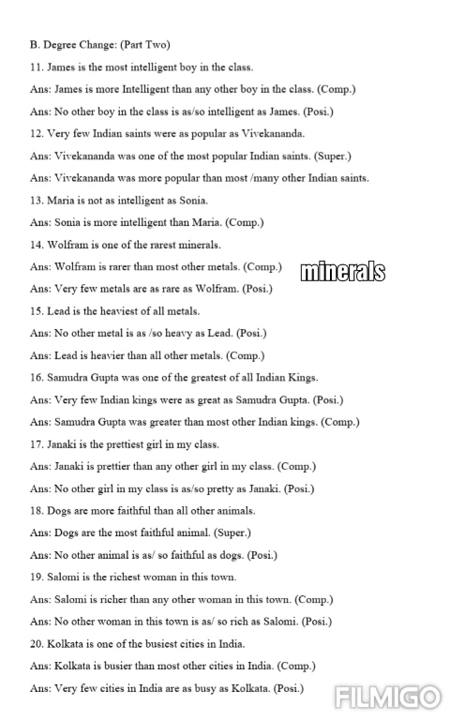 B. Degree Change: (Part Two)
11. James is the most intelligent boy in the class.
Ans: James is more Intelligent than any other boy in the class. (Comp.)
Ans: No other boy in the class is as/so intelligent as James. (Posi.)
12. Very few Indian saints were as popular as Vivekananda.
Ans: Vivekananda was one of the most popular Indian saints. (Super.)
Ans: Vivekananda was more popular than most /many other Indian saints.
13. Maria is not as intelligent as Sonia.
Ans: Sonia is more intelligent than Maria. (Comp.)
14. Wolfram is one of the rarest minerals.
Ans: Wolfram is rarer than most other metals. (Comp.) minerals
Ans: Very few metals are as rare as Wolfram. (Posi.)
15. Lead is the heaviest of all metals.
Ans: No other metal is as /so heavy as Lead. (Posi.)
Ans: Lead is heavier than all other metals. (Comp.)
16. Samudra Gupta was one of the greatest of all Indian Kings.
Ans: Very few Indian kings were as great as Samudra Gupta. (Posi.)
Ans: Samudra Gupta was greater than most other Indian kings. (Comp.)
17. Janaki is the prettiest girl in my class.
Ans: Janaki is prettier than any other girl in my class. (Comp.)
Ans: No other girl in my class is as/so pretty as Janaki. (Posi.)
18. Dogs are more faithful than all other animals.
Ans: Dogs are the most faithful animal. (Super.)
Ans: No other animal is as/ so faithful as dogs. (Posi.)
19. Salomi is the richest woman in this town.
Ans: Salomi is richer than any other woman in this town. (Comp.)
Ans: No other woman in this town is as/ so rich as Salomi. (Posi.)
20. Kolkata is one of the busiest cities in India.
Ans: Kolkata is busier than most other cities in India. (Comp.)
Ans: Very few cities in India are as busy as Kolkata. (Posi.)
FILMIGO